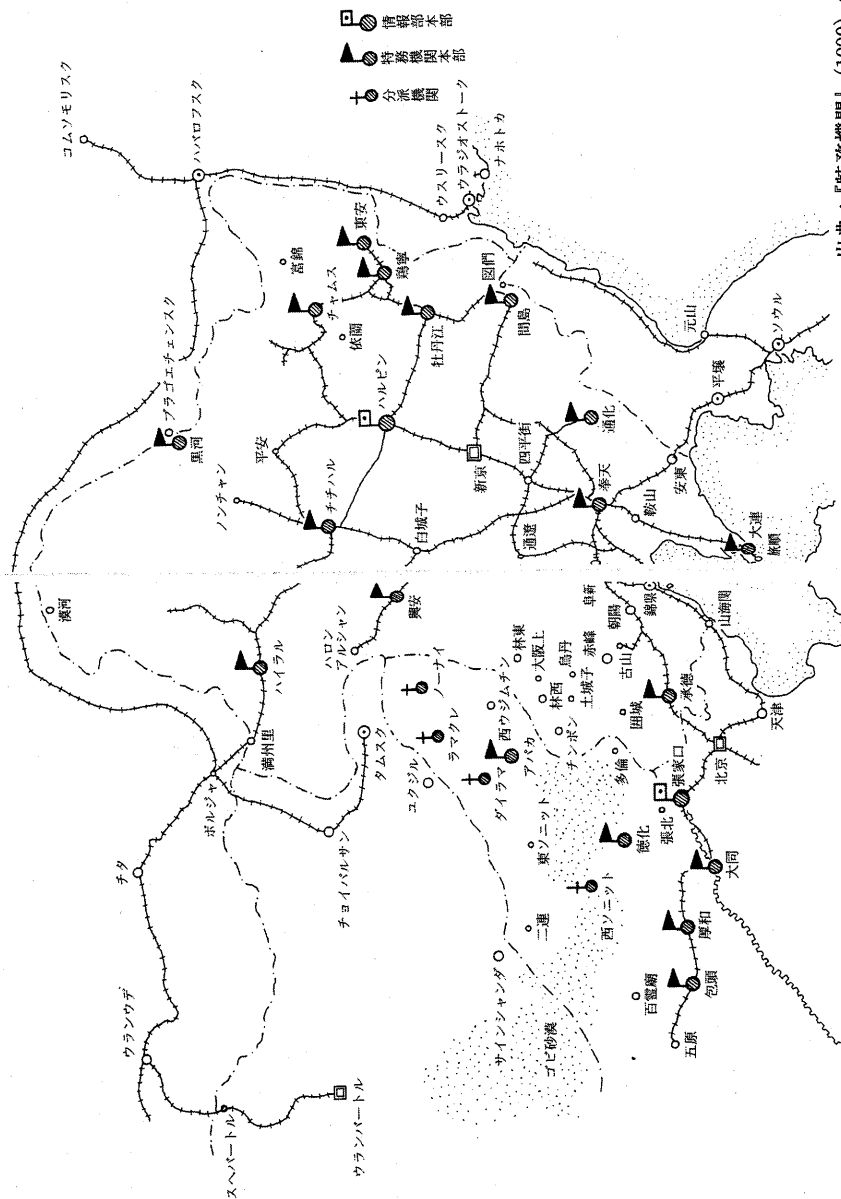 情報部本部
特務機関本部
分派機関
コムソモリスク
ハバロフスク
ウスリースク
ウラジオストーク
ナホトカ
東安
富錦
鶏寧
チャムス
依蘭
図們
間島
牡丹江
ハルピン
ブラゴエチェンスク
黒河
平安
ノンチャン
チチハル
白城子
新京
四平街
通化
通遼
奉天
鞍山
安東
平壌
元山
ソウル
大連
旅順
漠河
興安
ハロン
アルシャン
ハイラル
満州里
ボルジャ
チタ
ウランウデ
スヘバートル
ウランバートル
チョイバルサン
タムスク
ユクジル
ラマクレ
ノーナイ
西ウジムチン
アパカ
ダイラマ
林東
大阪上
烏丹
林西
土城子
チンポン
赤峰
古山
囲城
多倫
朝陽
阜新
錦県
山海関
承徳
天津
北京
張家口
張北
徳化
東ソニット
西ソニット
二連
サインシャンダ
ゴビ砂漠
大同
厚和
包頭
百霊廟
五原